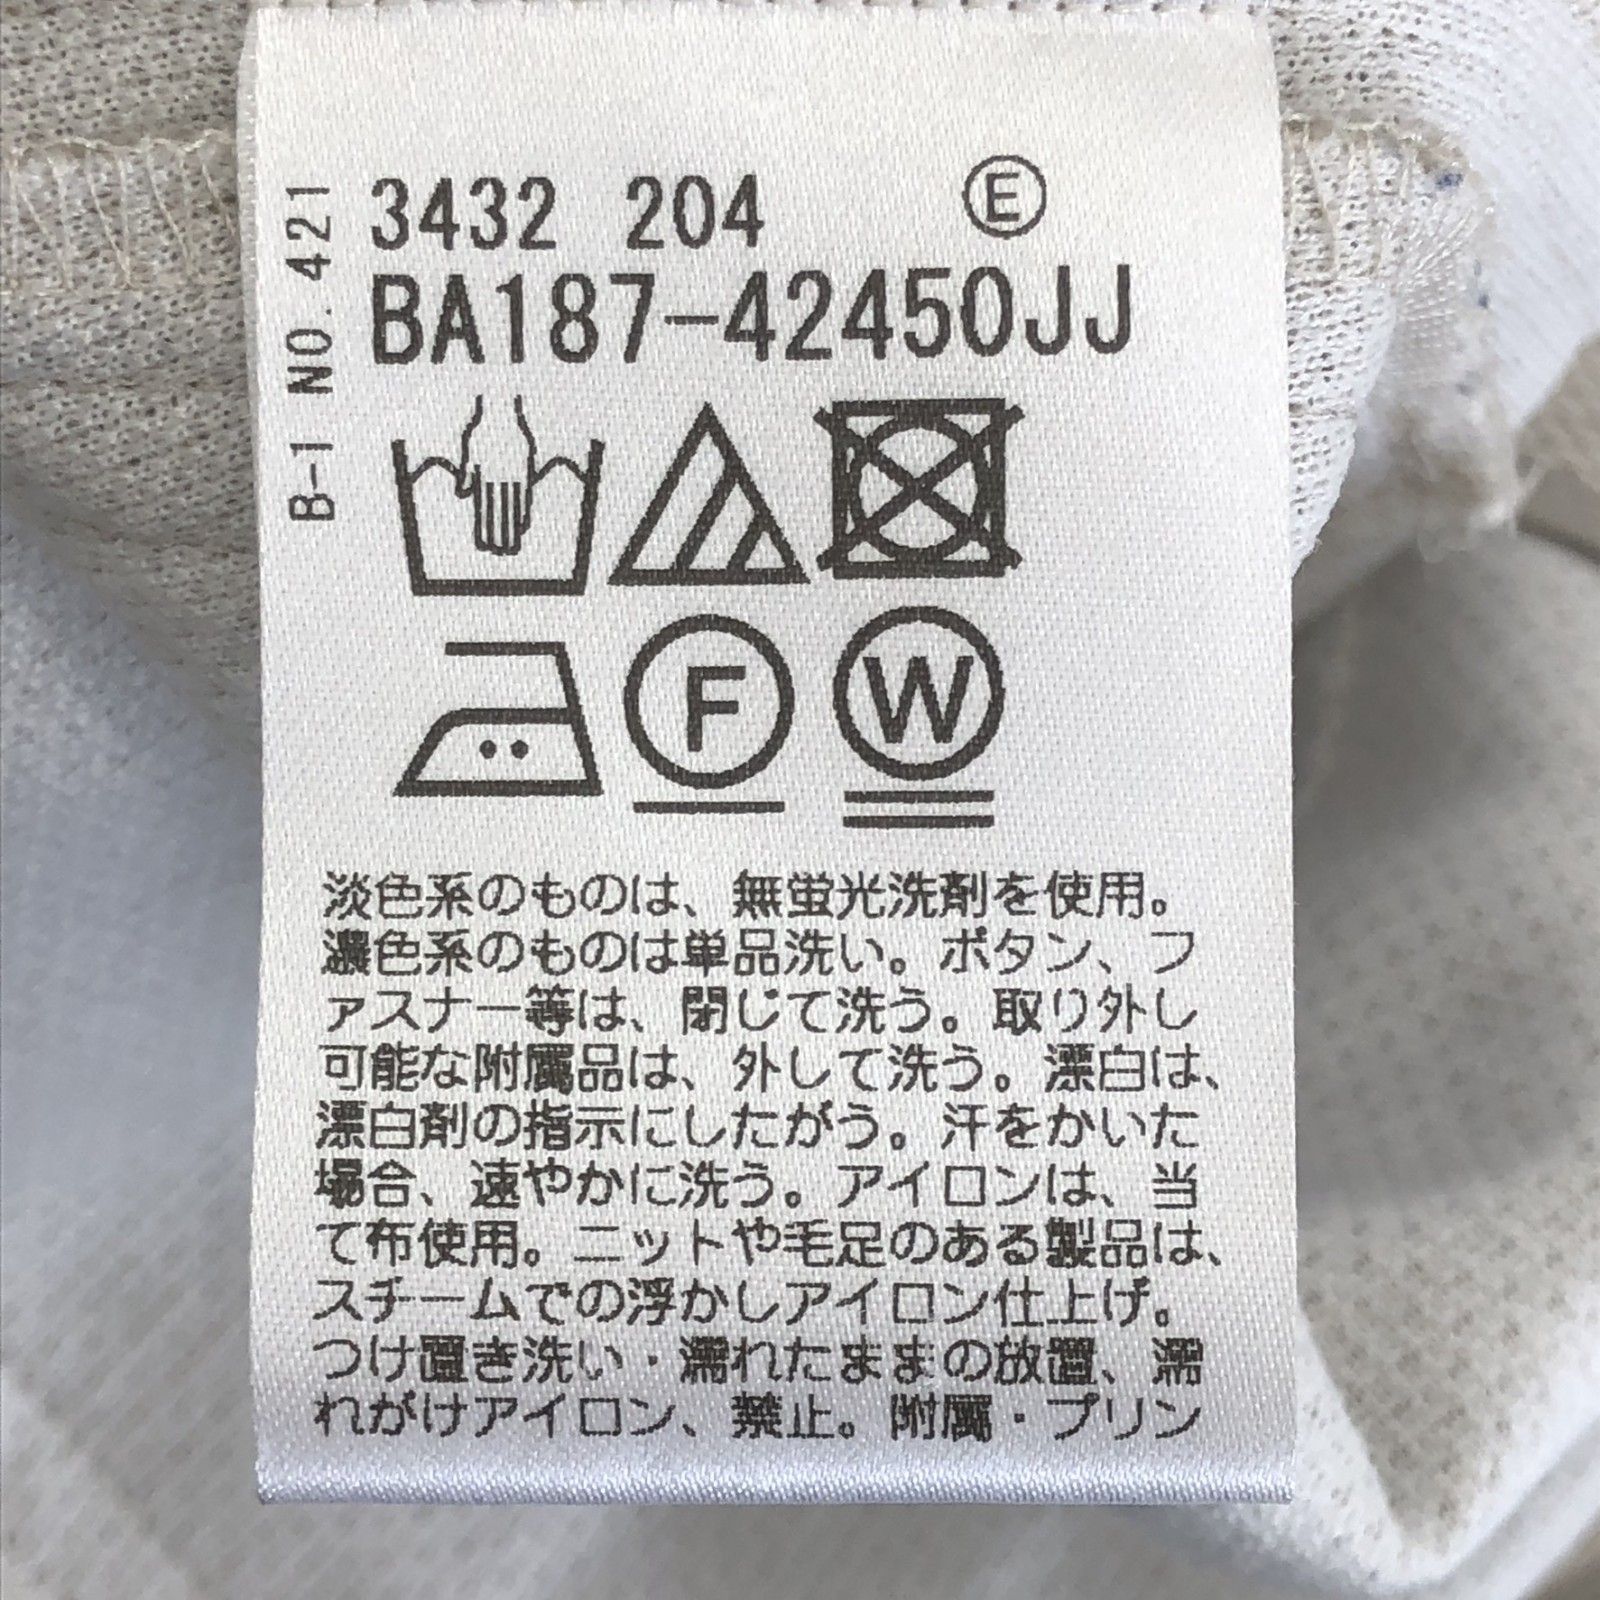 B-1 NO.421
3432 204 Ⓔ
BA187-42450JJ
F W
淡色系のものは、無蛍光洗剤を使用。
濃色系のものは単品洗い。ボタン、フ
ァスナー等は、閉じて洗う。取り外し
可能な附属品は、外して洗う。漂白は、
漂白剤の指示にしたがう。汗をかいた
場合、速やかに洗う。アイロンは、当
て布使用。ニットや毛足のある製品は、
スチームでの浮かしアイロン仕上げ。
つけ置き洗い・濡れたままの放置、濡
れがけアイロン、禁止。附属・プリン